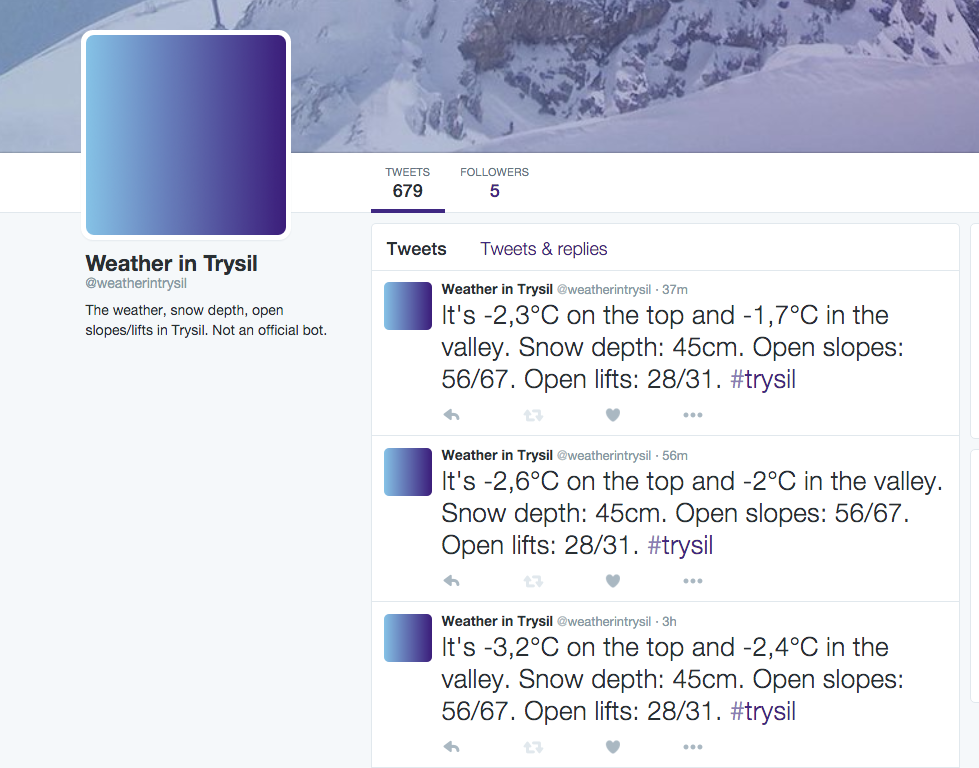 TWEETS FOLLOWERS
679 5
Weather in Trysil
@weatherintrysil
The weather, snow depth, open
slopes/lifts in Trysil. Not an official bot.
Tweets Tweets & replies
Weather in Trysil @weatherintrysil · 37m
It's -2,3°C on the top and -1,7°C in the
valley. Snow depth: 45cm. Open slopes:
56/67. Open lifts: 28/31. #trysil
Weather in Trysil @weatherintrysil · 56m
It's -2,6°C on the top and -2°C in the valley.
Snow depth: 45cm. Open slopes: 56/67.
Open lifts: 28/31. #trysil
Weather in Trysil @weatherintrysil · 3h
It's -3,2°C on the top and -2,4°C in the
valley. Snow depth: 45cm. Open slopes:
56/67. Open lifts: 28/31. #trysil